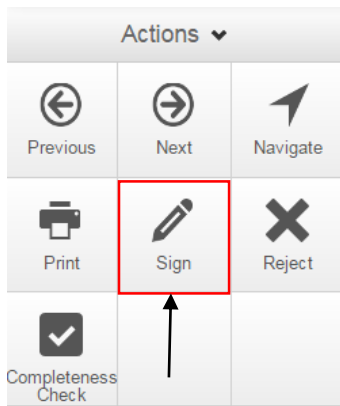 Actions
Previous
Next
Navigate
Print
Sign
Reject
Completeness
Check